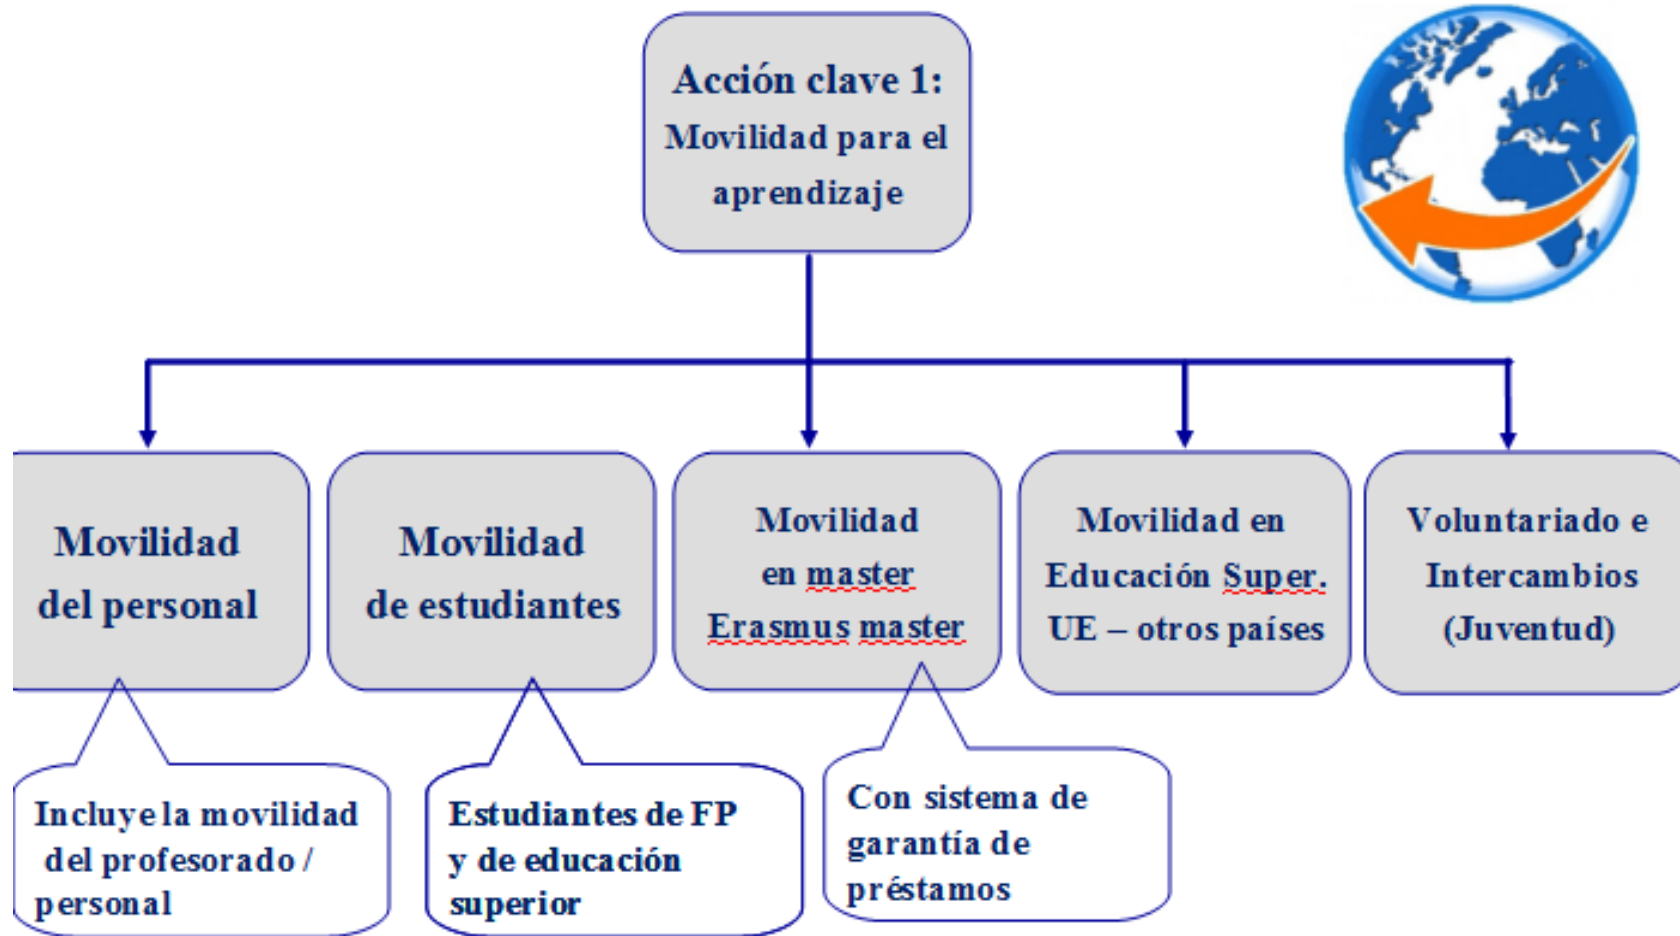 Acción clave 1:
Movilidad para el
aprendizaje
Movilidad
del personal
Movilidad
de estudiantes
Movilidad
en master
Erasmus master
Movilidad en
Educación Super.
UE – otros países
Voluntariado e
Intercambios
(Juventud)
Incluye la movilidad
del profesorado /
personal
Estudiantes de FP
y de educación
superior
Con sistema de
garantía de
préstamos